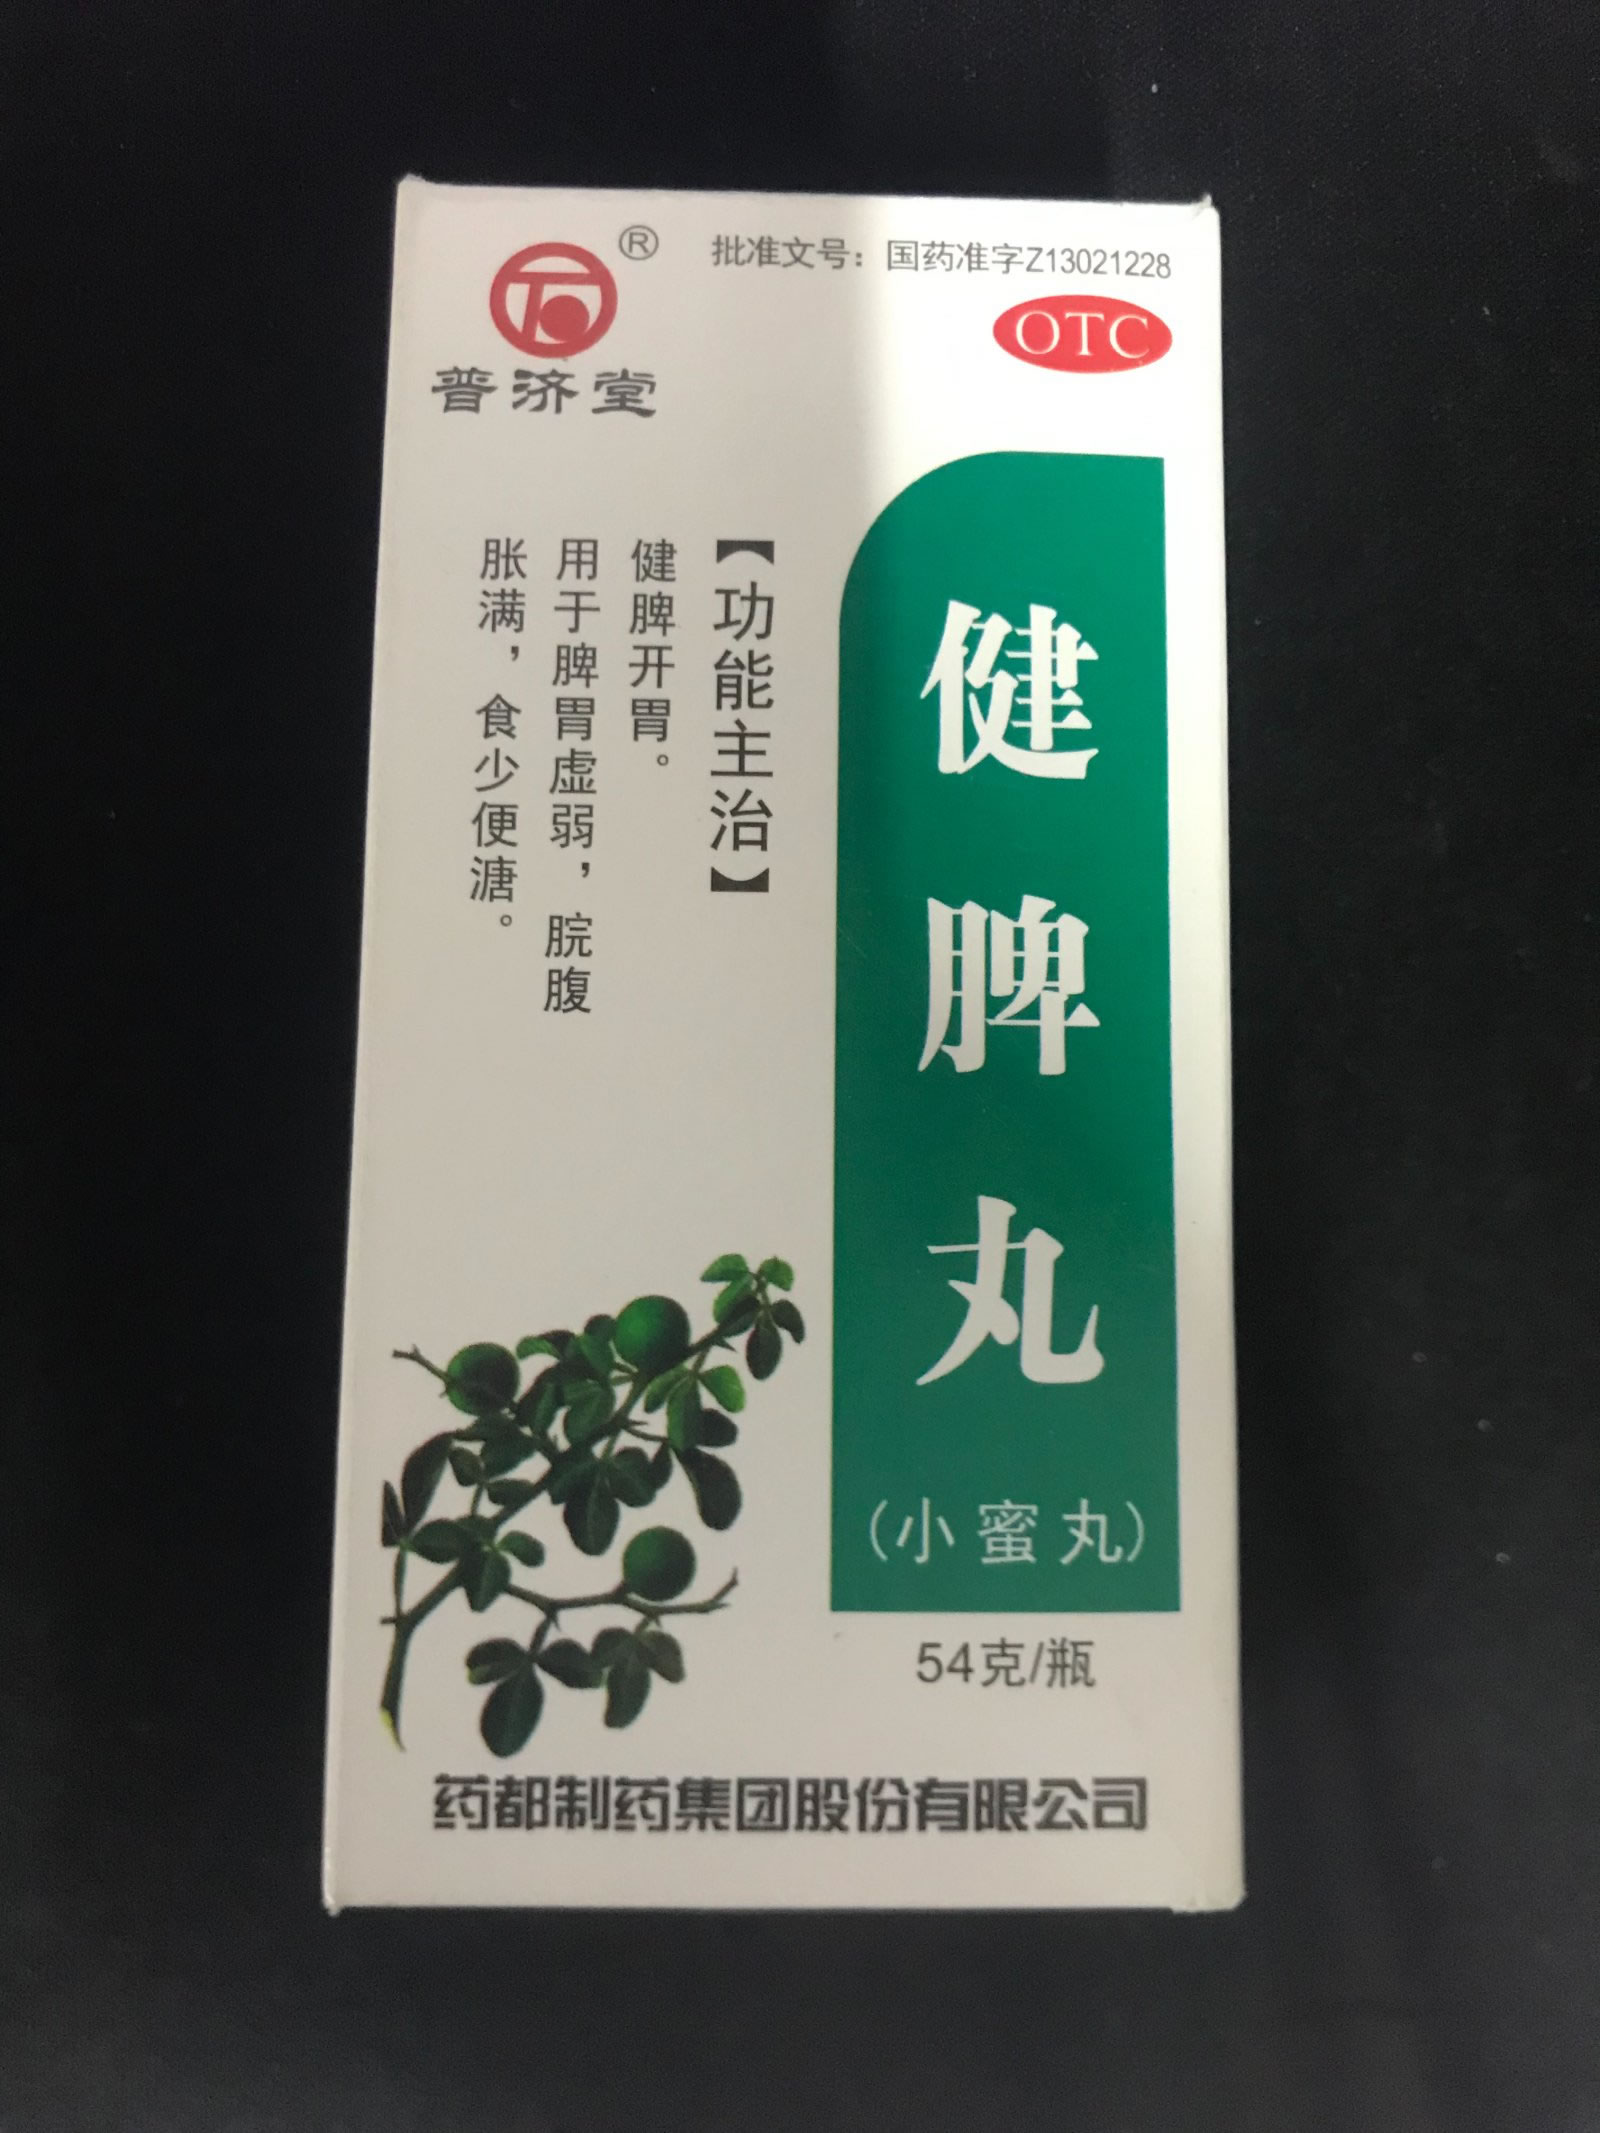 ®
普济堂
批准文号：国药准字Z13021228
OTC
健脾丸
(小蜜丸)
54克/瓶
【功能主治】
健脾开胃。
用于脾胃虚弱，脘腹
胀满，食少便溏。
药都制药集团股份有限公司